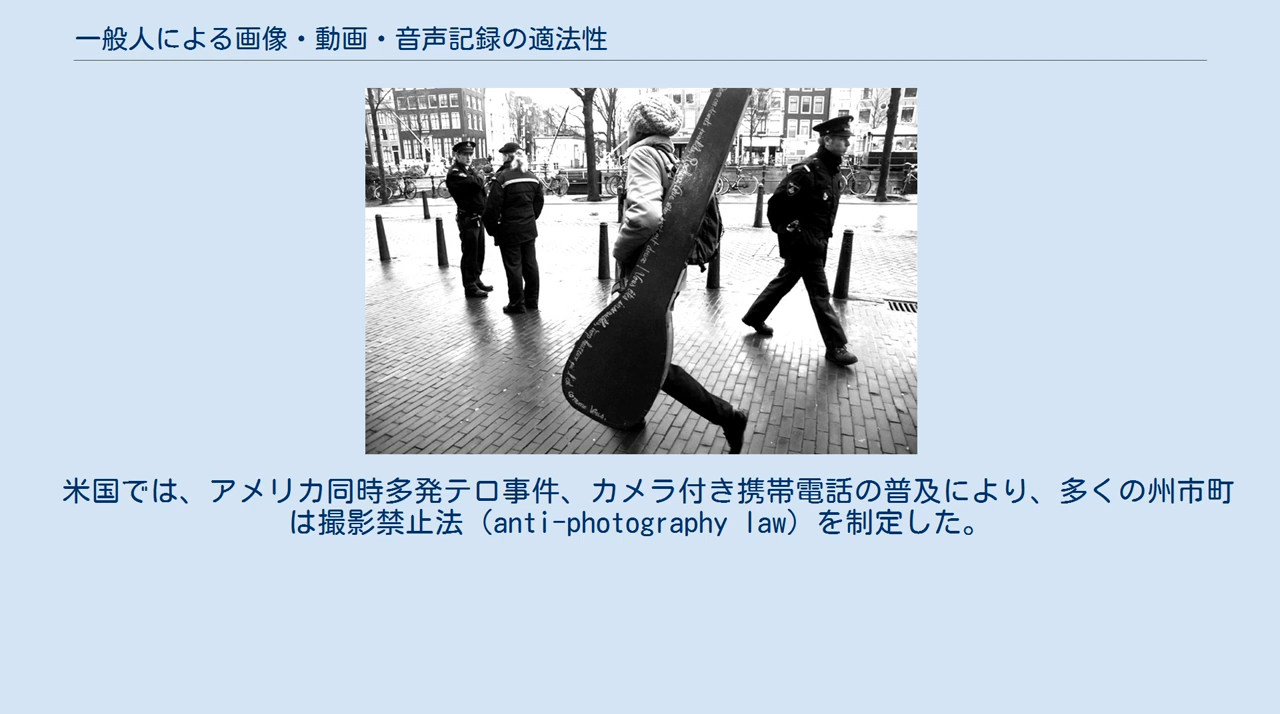 一般人による画像・動画・音声記録の適法性
米国では、アメリカ同時多発テロ事件、カメラ付き携帯電話の普及により、多くの州市町
は撮影禁止法（anti-photography law）を制定した。